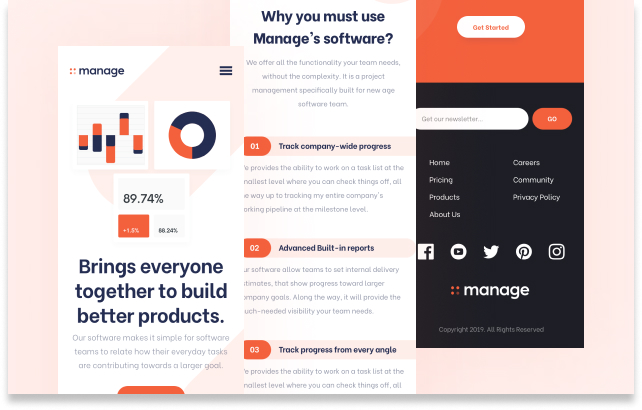 manage
89.74%
+1.5%
68.24%
Brings everyone
together to build
better products.
Our software makes it simple for software
teams to relate how their everyday tasks
are contributing towards a larger goal.
Why you must use
Manage's software?
We offer all the functionality your team needs,
without the complexity. It is a project
management specifically built for new age
software team.
01 Track company-wide progress
provides the ability to work on a task list at the
smallest level where you can check things off, all
way up to tracking my entire company's
working pipeline at the milestone level.
02 Advanced Built-in reports
software allow teams to set internal delivery
estimates, that show progress toward larger
company goals. Along the way, it will provide the
much-needed visibility your team needs.
03 Track progress from every angle
provides the ability to work on a task list at the
smallest level where you can check things off, all
Get Started
Get our newsletter...
GO
Home
Pricing
Products
About Us
Careers
Community
Privacy Policy
manage
Copyright 2019. All Rights Reserved